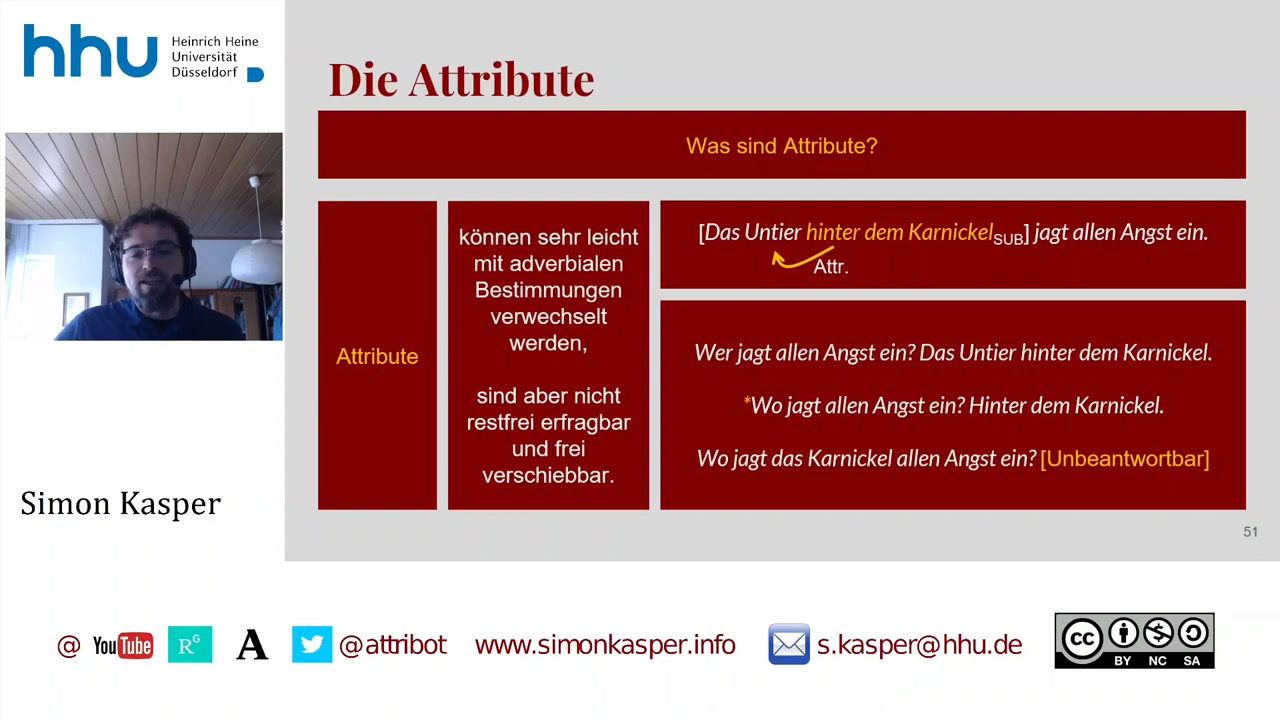 hhu
Heinrich Heine
Universität
Düsseldorf
Die Attribute
Was sind Attribute?
Attribute
können sehr leicht
mit adverbialen
Bestimmungen
verwechselt
werden,
sind aber nicht
restfrei erfragbar
und frei
verschiebbar.
[Das Untier hinter dem KarnickelSUB] jagt allen Angst ein.
Attr.
Wer jagt allen Angst ein? Das Untier hinter dem Karnickel.
*Wo jagt allen Angst ein? Hinter dem Karnickel.
Wo jagt das Karnickel allen Angst ein? [Unbeantwortbar]
Simon Kasper
51
@ YouTube RG A @attribot www.simonkasper.info s.kasper@hhu.de
cc BY NC SA